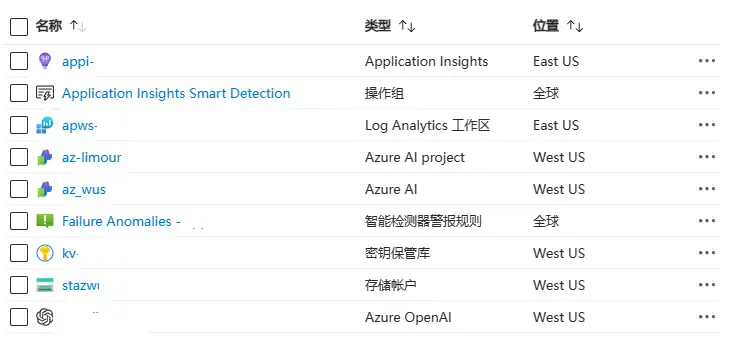 名称 类型 位置
appi- Application Insights East US
Application Insights Smart Detection 操作组 全球
apws- Log Analytics 工作区 East US
az-limour Azure AI project West US
az_wus Azure AI West US
Failure Anomalies - 智能检测器警报规则 全球
kv- 密钥保管库 West US
stazwu 存储帐户 West US
Azure OpenAI West US